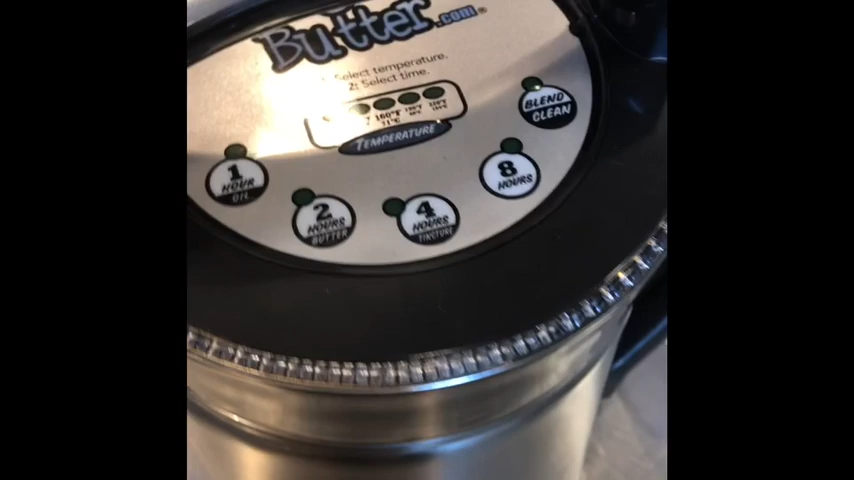 Butter.com®
Select temperature.
2: Select time.
160°F
71°C
TEMPERATURE
BLEND
CLEAN
1
HOUR
OIL
2
HOURS
BUTTER
4
HOURS
TINCTURE
8
HOURS